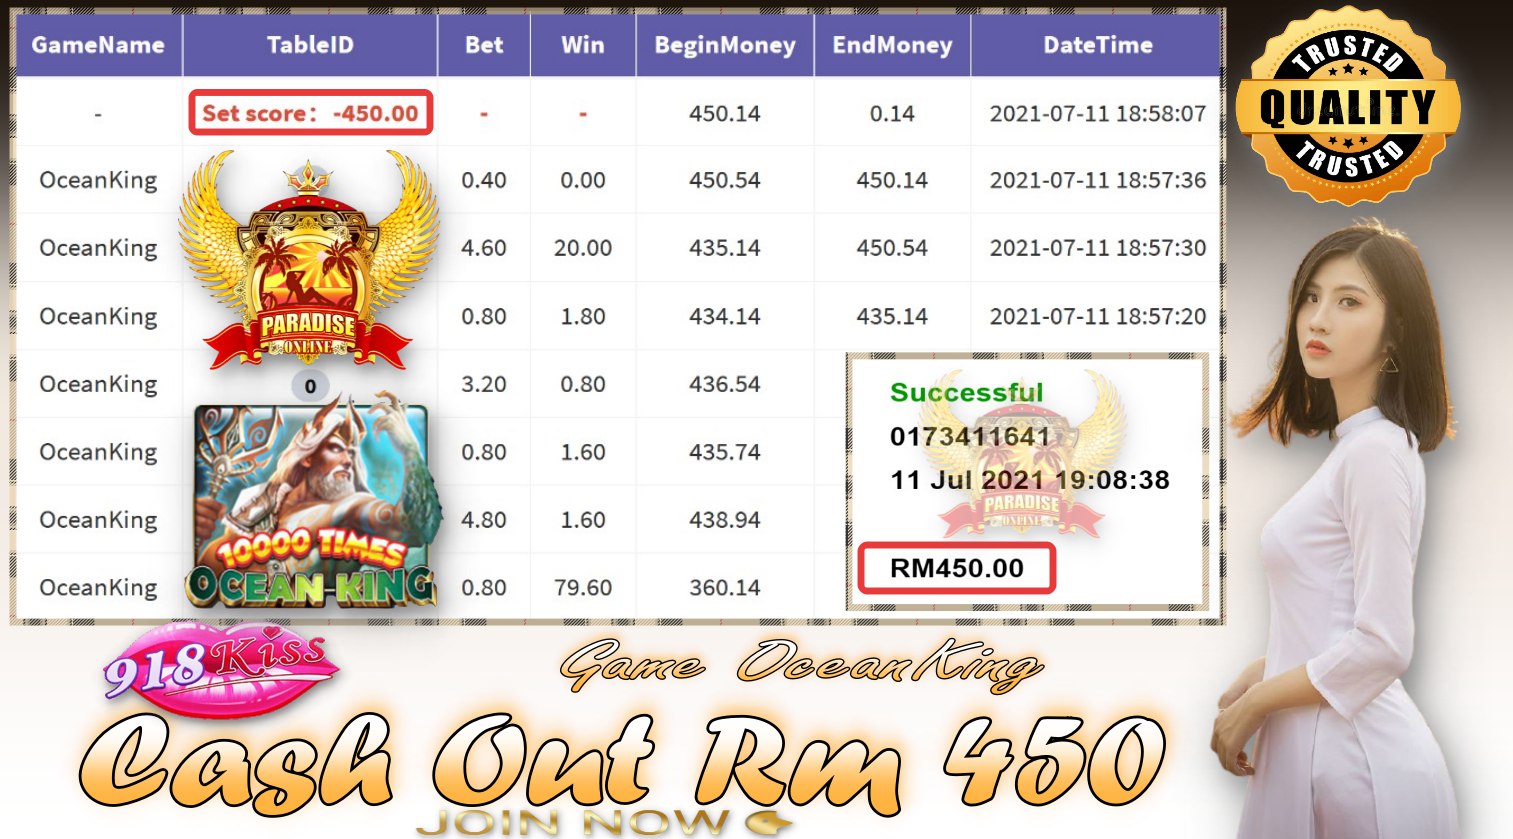 GameName TableID Bet Win BeginMoney EndMoney DateTime
- Set score: -450.00 - - 450.14 0.14 2021-07-11 18:58:07
OceanKing 0.40 0.00 450.54 450.14 2021-07-11 18:57:36
OceanKing 4.60 20.00 435.14 450.54 2021-07-11 18:57:30
OceanKing 0.80 1.80 434.14 435.14 2021-07-11 18:57:20
OceanKing 0 3.20 0.80 436.54
OceanKing 0.80 1.60 435.74
OceanKing 4.80 1.60 438.94
OceanKing 0.80 79.60 360.14
PARADISE
ONLINE
10000 TIMES
OCEAN-KING
Successful
0173411641
11 Jul 2021 19:08:38
PARADISE
ONLINE
RM450.00
TRUSTED
QUALITY
TRUSTED
918Kiss
Game OceanKing
Cash Out Rm 450
JOIN NOW